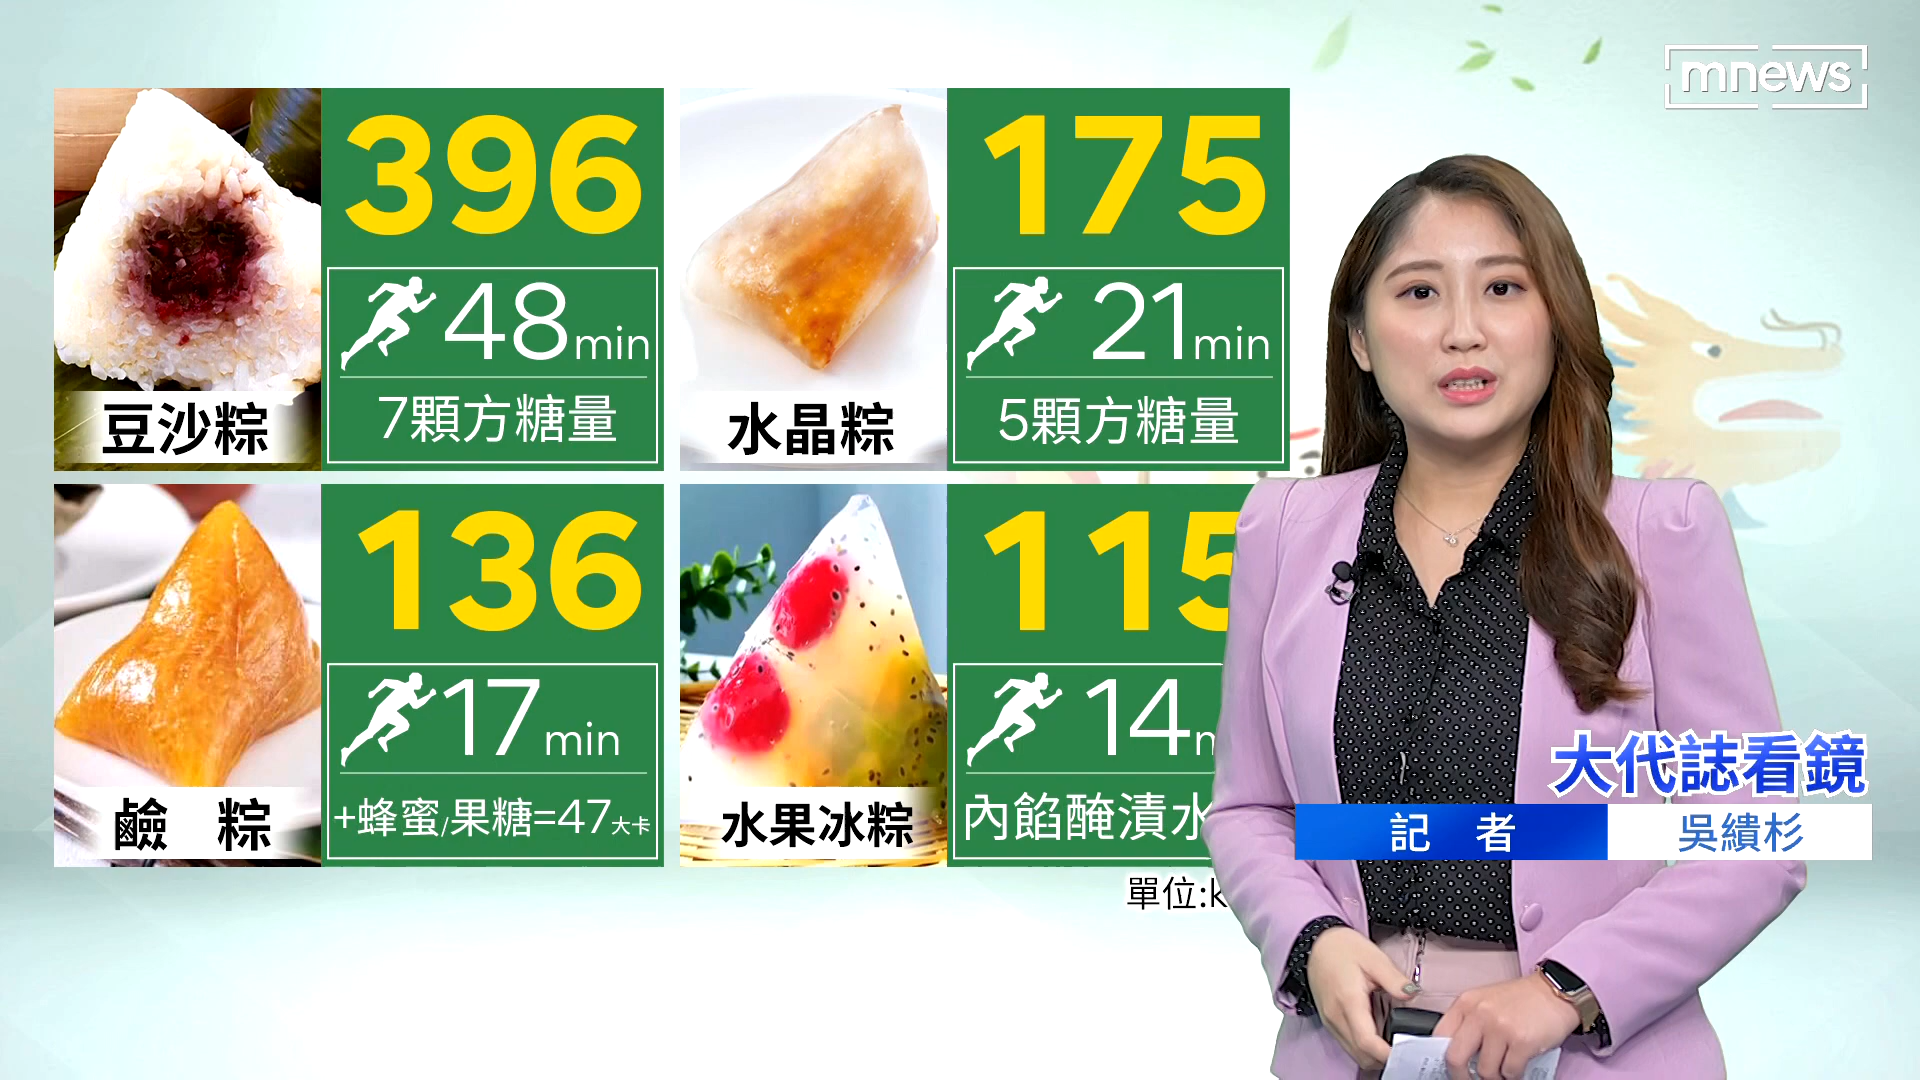 mnews
396
48min
7顆方糖量
豆沙粽
175
21min
5顆方糖量
水晶粽
136
17min
+蜂蜜/果糖=47大卡
鹼 粽
115
14
內餡醃漬水
水果冰粽
單位:k
大代誌看鏡
記 者
吳繢杉